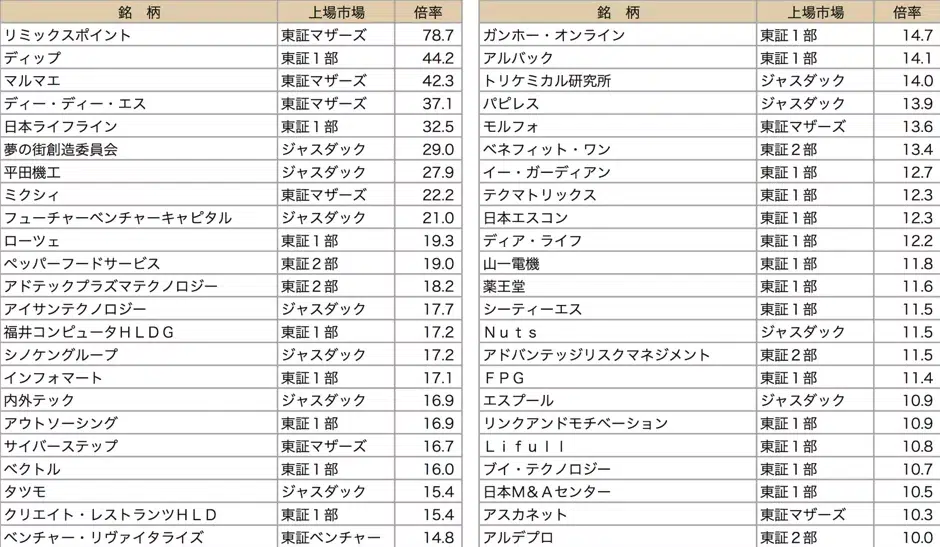 銘　柄 上場市場 倍率
リミックスポイント 東証マザーズ 78.7
ディップ 東証１部 44.2
マルマエ 東証マザーズ 42.3
ディー・ディー・エス 東証マザーズ 37.1
日本ライフライン 東証１部 32.5
夢の街創造委員会 ジャスダック 29.0
平田機工 ジャスダック 27.9
ミクシィ 東証マザーズ 22.2
フューチャーベンチャーキャピタル ジャスダック 21.0
ローツェ 東証１部 19.3
ペッパーフードサービス 東証２部 19.0
アドテックプラズマテクノロジー 東証２部 18.2
アイサンテクノロジー ジャスダック 17.7
福井コンピュータＨＬＤＧ 東証１部 17.2
シノケングループ ジャスダック 17.2
インフォマート 東証１部 17.1
内外テック ジャスダック 16.9
アウトソーシング 東証１部 16.9
サイバーステップ 東証マザーズ 16.7
ベクトル 東証１部 16.0
タツモ ジャスダック 15.4
クリエイト・レストランツＨＬＤ 東証１部 15.4
ベンチャー・リヴァイタライズ 東証ベンチャー 14.8
銘　柄 上場市場 倍率
ガンホー・オンライン 東証１部 14.7
アルバック 東証１部 14.1
トリケミカル研究所 ジャスダック 14.0
パピレス ジャスダック 13.9
モルフォ 東証マザーズ 13.6
ベネフィット・ワン 東証２部 13.4
イー・ガーディアン 東証１部 12.7
テクマトリックス 東証１部 12.3
日本エスコン 東証１部 12.3
ディア・ライフ 東証１部 12.2
山一電機 東証１部 11.8
薬王堂 東証１部 11.6
シーティーエス 東証１部 11.5
Ｎｕｔｓ ジャスダック 11.5
アドバンテッジリスクマネジメント 東証２部 11.5
ＦＰＧ 東証１部 11.4
エスプール ジャスダック 10.9
リンクアンドモチベーション 東証１部 10.9
Ｌｉｆｕｌｌ 東証１部 10.8
ブイ・テクノロジー 東証１部 10.7
日本Ｍ＆Ａセンター 東証１部 10.5
アスカネット 東証マザーズ 10.3
アルデプロ 東証２部 10.0